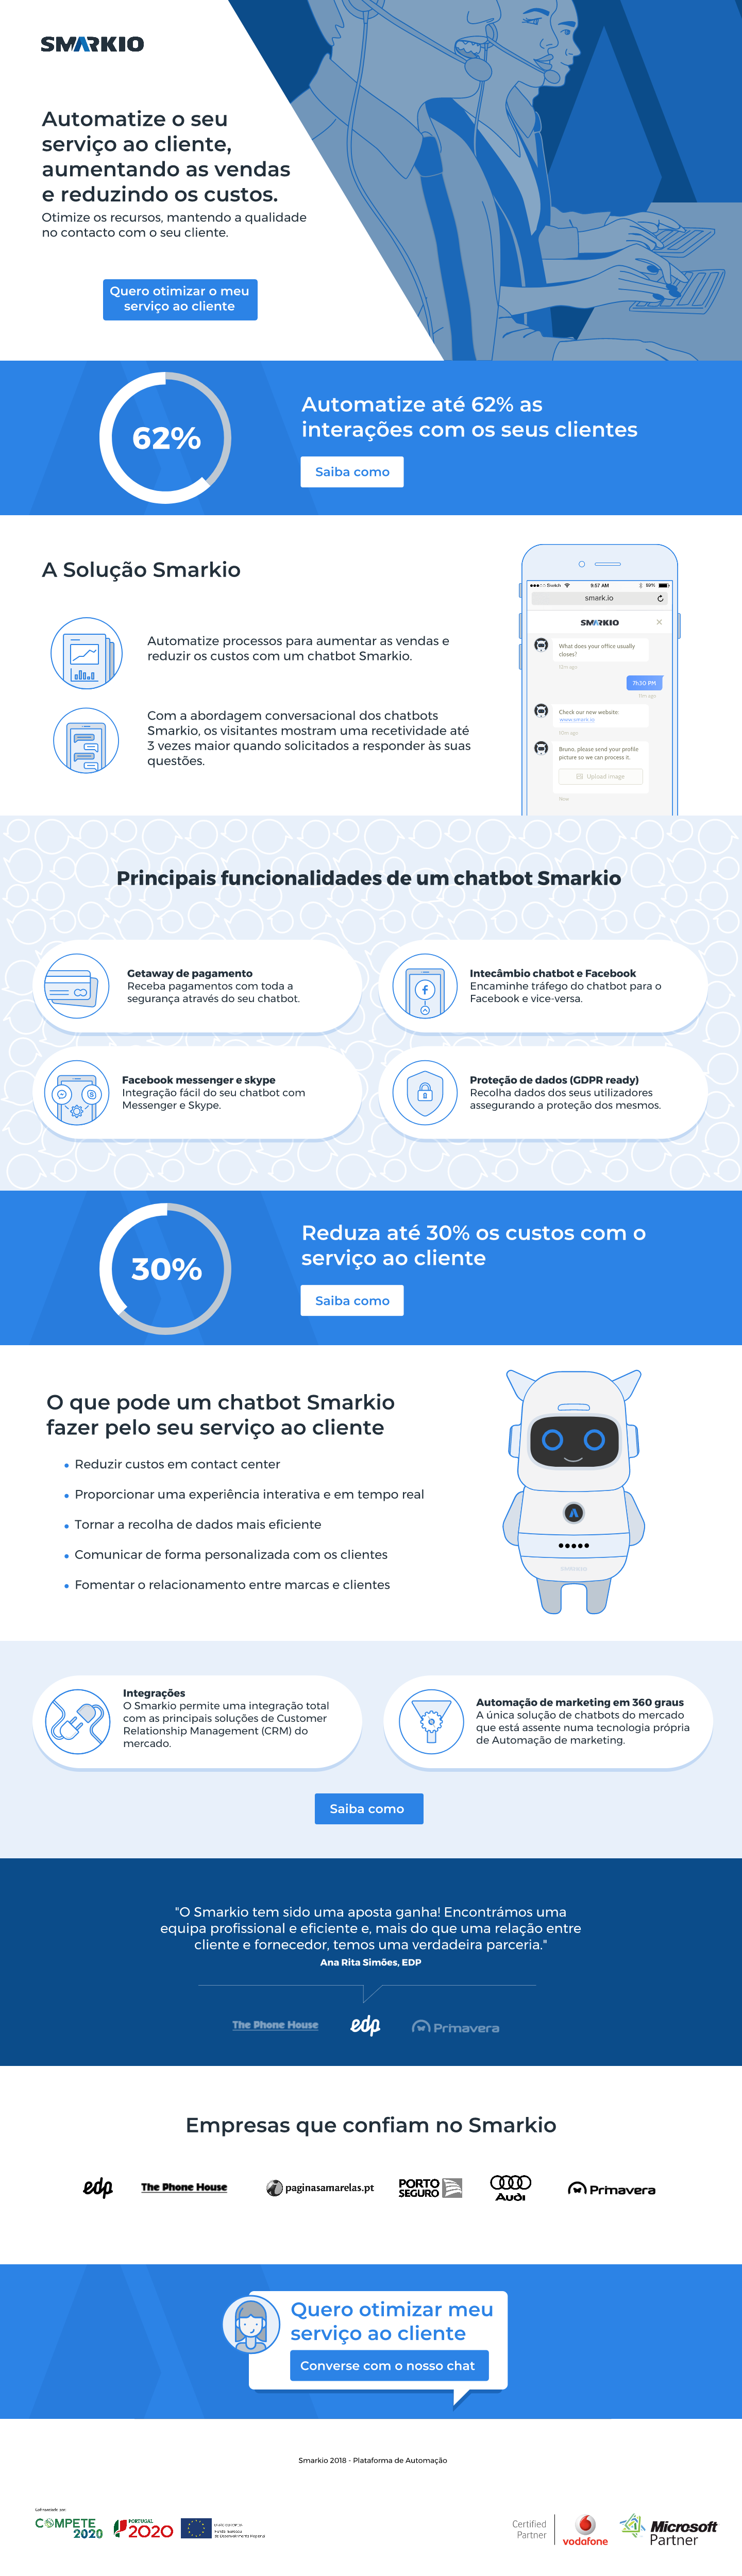 SMARKIO
Automatize o seu
serviço ao cliente,
aumentando as vendas
e reduzindo os custos.
Otimize os recursos, mantendo a qualidade
no contacto com o seu cliente.
Quero otimizar o meu
serviço ao cliente
62%
Automatize até 62% as
interações com os seus clientes
Saiba como
A Solução Smarkio
Automatize processos para aumentar as vendas e
reduzir os custos com um chatbot Smarkio.
Com a abordagem conversacional dos chatbots
Smarkio, os visitantes mostram uma recetividade até
3 vezes maior quando solicitados a responder às suas
questões.
9:57 AM
smark.io
SMARKIO
What does your office usually
closes?
10m ago
7h30 PM
11m ago
Check our new website:
www.smark.io
10m ago
Bruno, please send your profile
picture so we can process it.
Upload image
Now
Principais funcionalidades de um chatbot Smarkio
Getaway de pagamento
Receba pagamentos com toda a
segurança através do seu chatbot.
Intecâmbio chatbot e Facebook
Encaminhe tráfego do chatbot para o
Facebook e vice-versa.
Facebook messenger e skype
Integração fácil do seu chatbot com
Messenger e Skype.
Proteção de dados (GDPR ready)
Recolha dados dos seus utilizadores
assegurando a proteção dos mesmos.
30%
Reduza até 30% os custos com o
serviço ao cliente
Saiba como
O que pode um chatbot Smarkio
fazer pelo seu serviço ao cliente
• Reduzir custos em contact center
• Proporcionar uma experiência interativa e em tempo real
• Tornar a recolha de dados mais eficiente
• Comunicar de forma personalizada com os clientes
• Fomentar o relacionamento entre marcas e clientes
SMARKIO
Integrações
O Smarkio permite uma integração total
com as principais soluções de Customer
Relationship Management (CRM) do
mercado.
Automação de marketing em 360 graus
A única solução de chatbots do mercado
que está assente numa tecnologia própria
de Automação de marketing.
Saiba como
"O Smarkio tem sido uma aposta ganha! Encontrámos uma
equipa profissional e eficiente e, mais do que uma relação entre
cliente e fornecedor, temos uma verdadeira parceria."
Ana Rita Simões, EDP
The Phone House edp Primavera
Empresas que confiam no Smarkio
edp The Phone House paginasamarelas.pt PORTO SEGURO Audi Primavera
Quero otimizar meu
serviço ao cliente
Converse com o nosso chat
Smarkio 2018 - Plataforma de Automação
COMPETE
2020
PORTUGAL
2020
Certified
Partner
vodafone
Microsoft
Partner